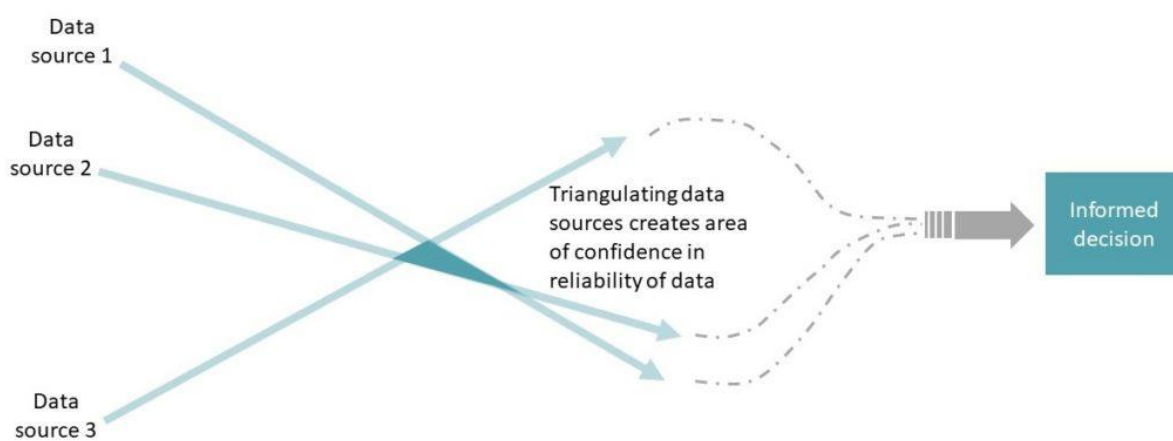 Data
source 1
Data
source 2
Triangulating data
sources creates area
of confidence in
reliability of data
Informed
decision
Data
source 3